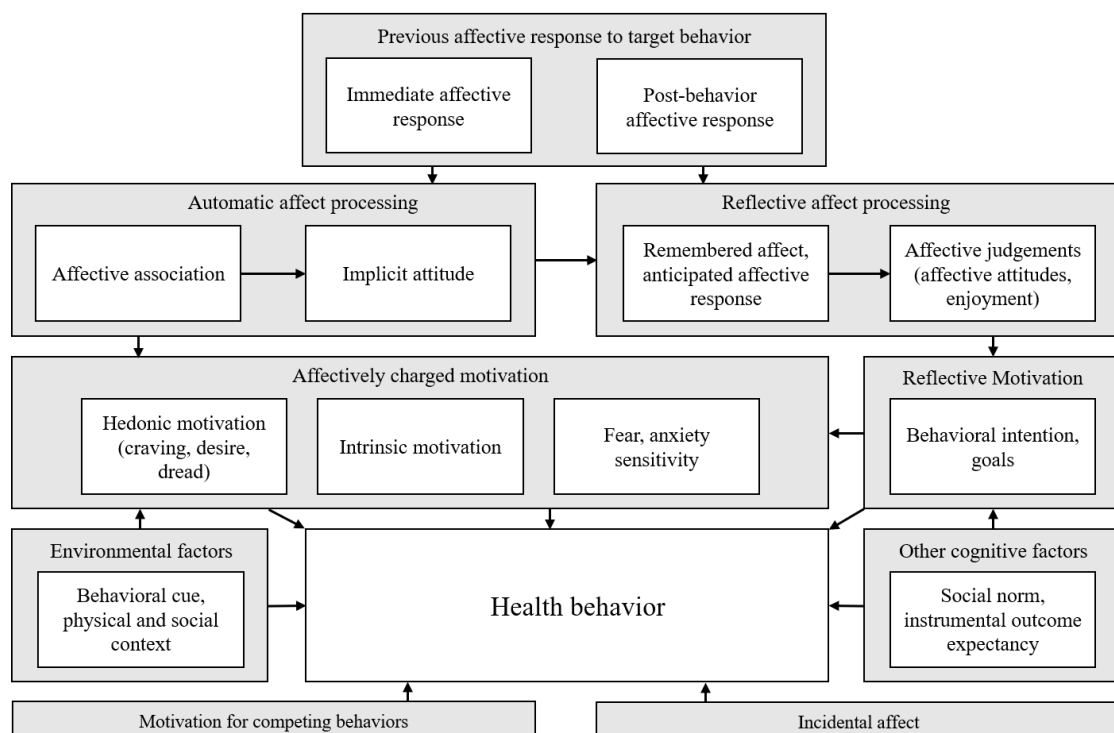 Previous affective response to target behavior
Immediate affective
response
Post-behavior
affective response
Automatic affect processing
Affective association
Implicit attitude
Reflective affect processing
Remembered affect,
anticipated affective
response
Affective judgements
(affective attitudes,
enjoyment)
Affectively charged motivation
Hedonic motivation
(craving, desire,
dread)
Intrinsic motivation
Fear, anxiety
sensitivity
Reflective Motivation
Behavioral intention,
goals
Environmental factors
Behavioral cue,
physical and social
context
Health behavior
Other cognitive factors
Social norm,
instrumental outcome
expectancy
Motivation for competing behaviors
Incidental affect